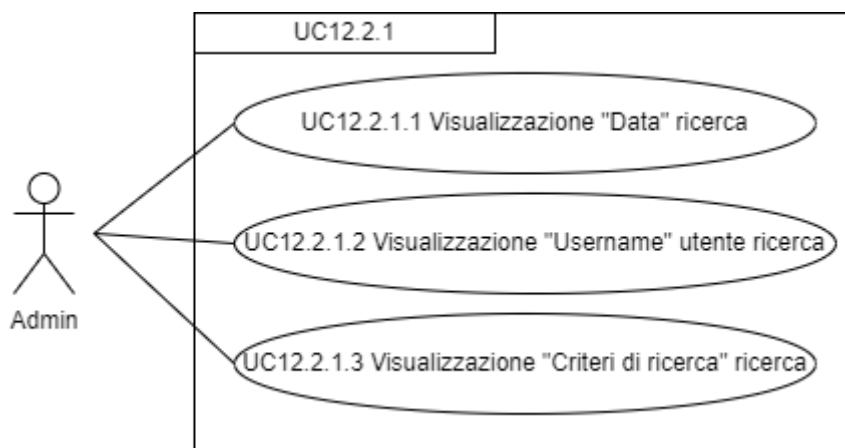 UC12.2.1
UC12.2.1.1 Visualizzazione "Data" ricerca
UC12.2.1.2 Visualizzazione "Username" utente ricerca
Admin
UC12.2.1.3 Visualizzazione "Criteri di ricerca" ricerca